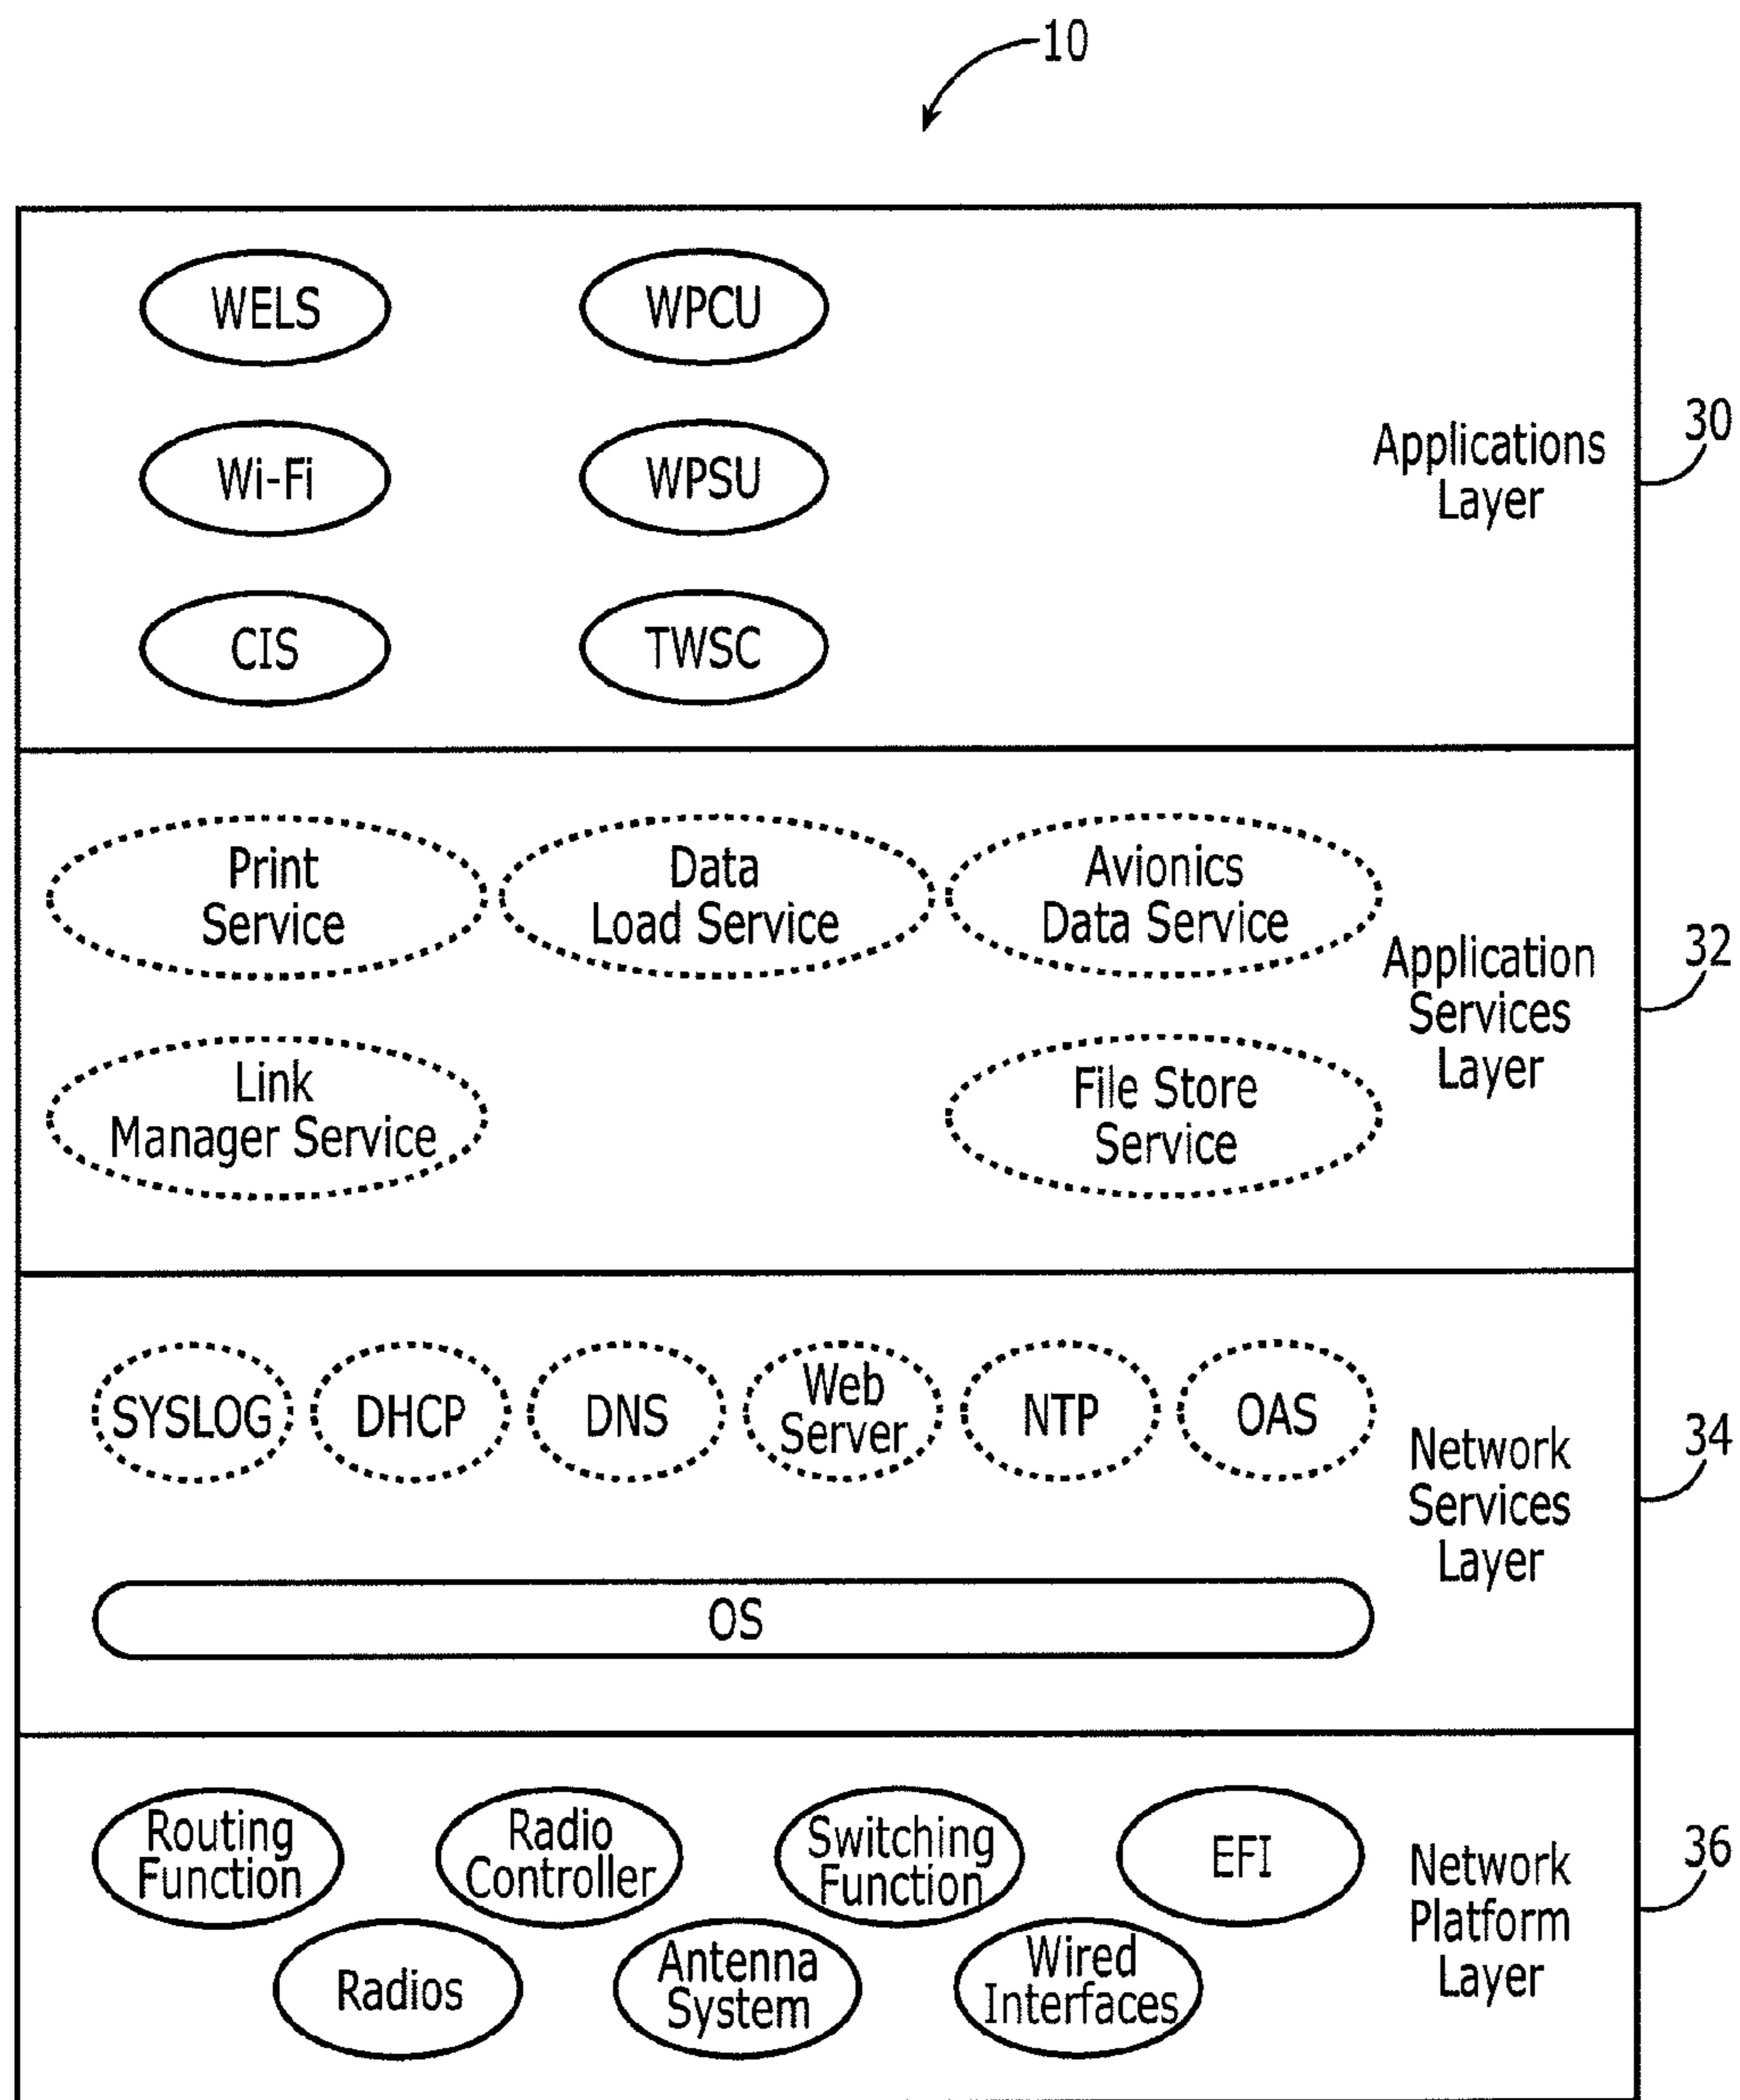 10
WELS
WPCU
Wi-Fi
WPSU
CIS
TWSC
Applications
Layer
30
Print
Service
Data
Load Service
Avionics
Data Service
Link
Manager Service
File Store
Service
Application
Services
Layer
32
SYSLOG
DHCP
DNS
Web
Server
NTP
OAS
OS
Network
Services
Layer
34
Routing
Function
Radio
Controller
Switching
Function
EFI
Radios
Antenna
System
Wired
Interfaces
Network
Platform
Layer
36